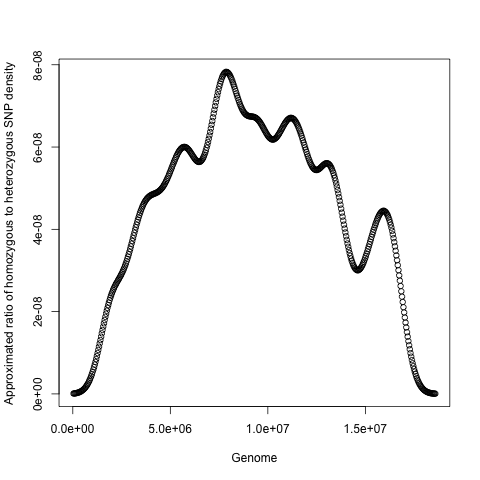 Approximated ratio of homozygous to heterozygous SNP density
8e-08
6e-08
4e-08
2e-08
0e+00
0.0e+00 5.0e+06 1.0e+07 1.5e+07
Genome